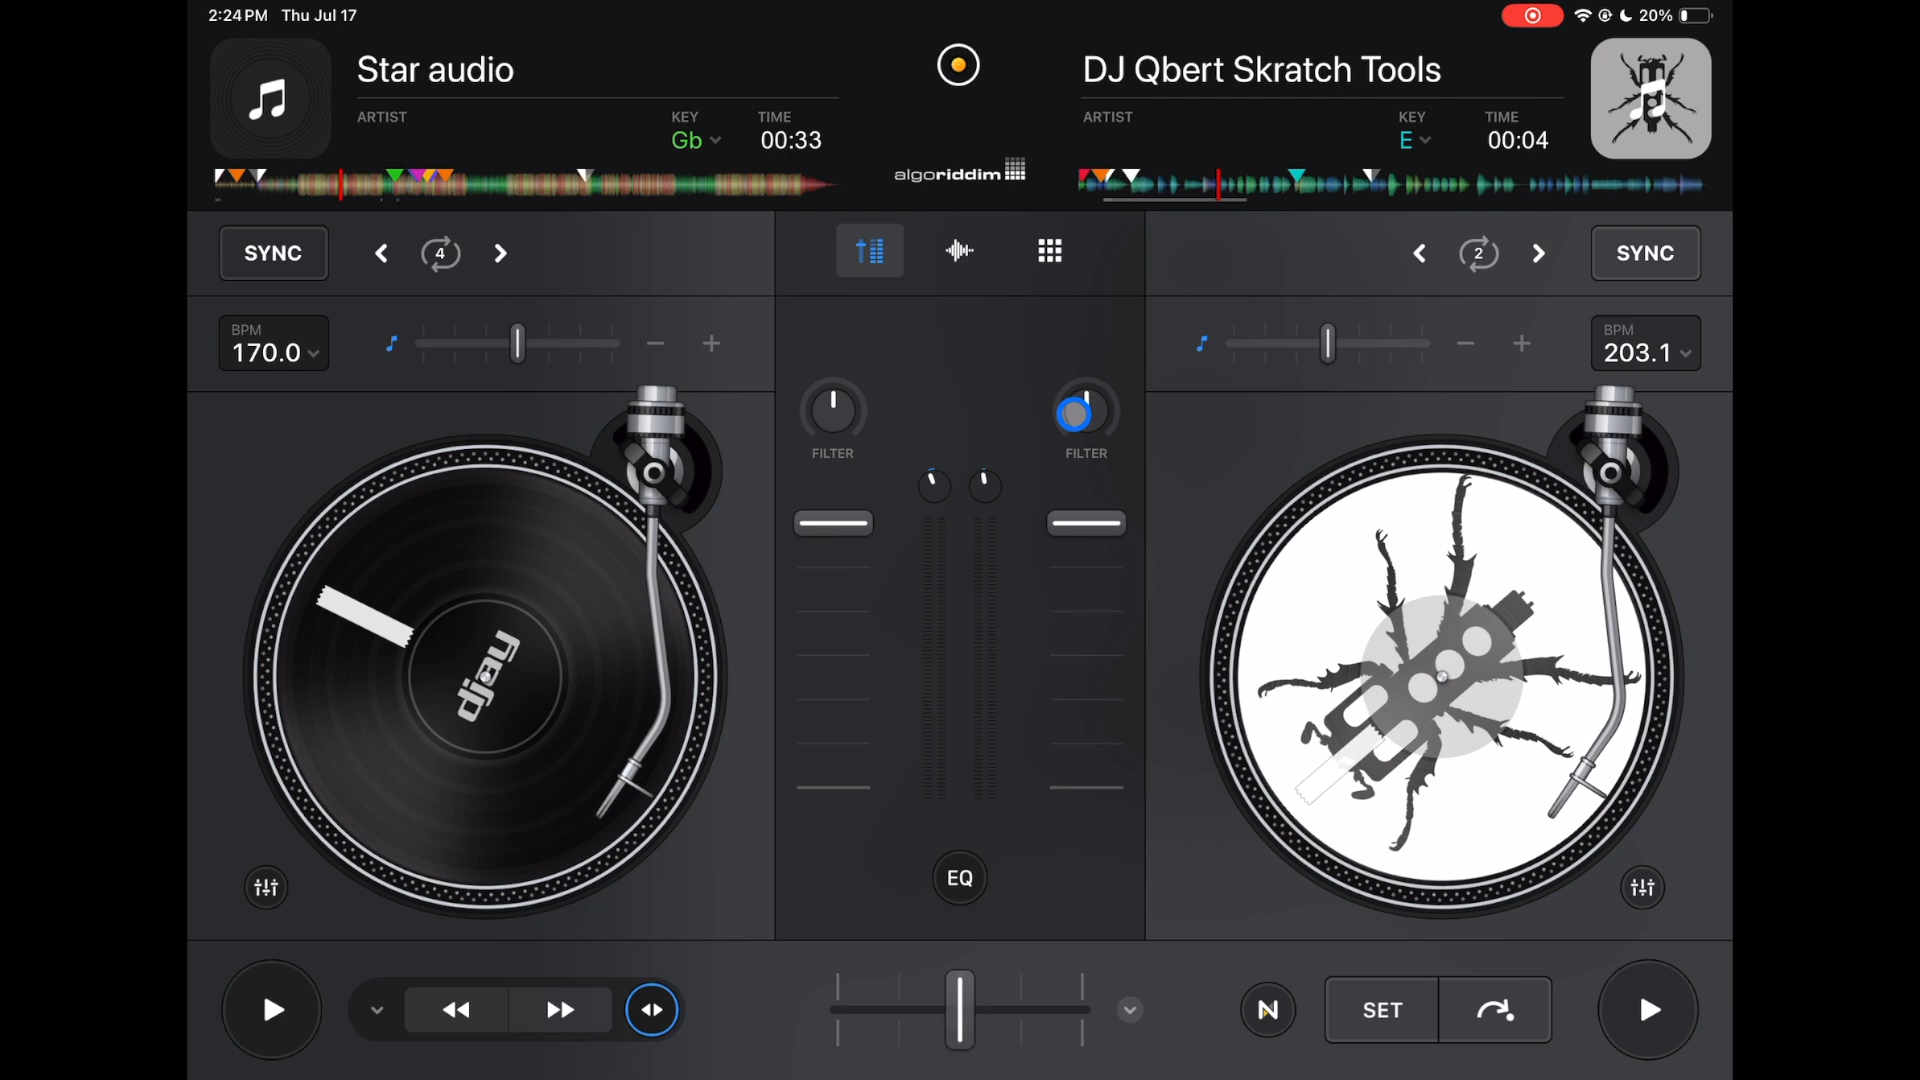 2:24 PM Thu Jul 17
20%
Star audio
DJ Qbert Skratch Tools
ARTIST KEY TIME
Gb 00:33
ARTIST KEY TIME
E 00:04
algoriddim
SYNC
4
2
SYNC
BPM
170.0
BPM
203.1
FILTER
FILTER
djay
EQ
SET